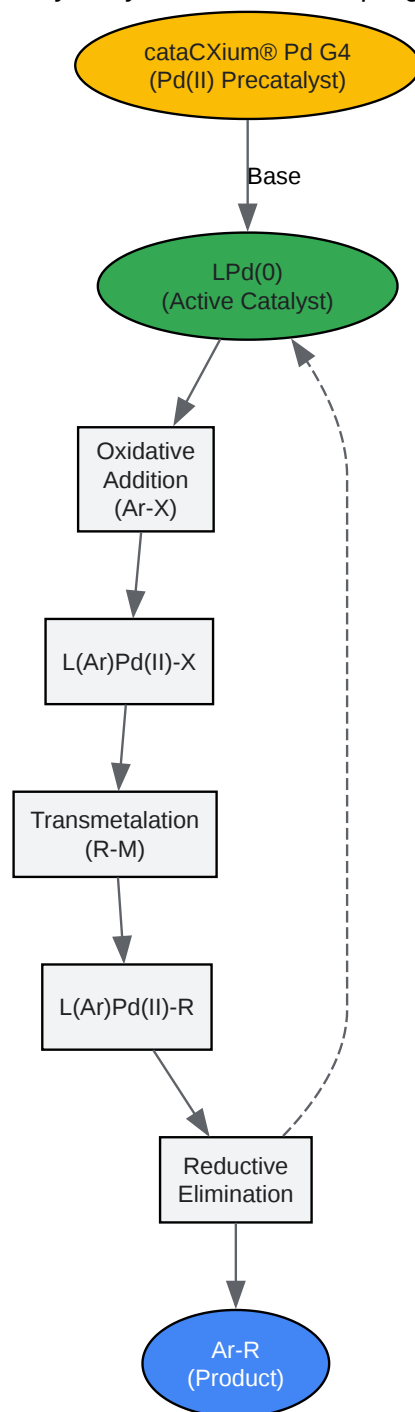 cataCXium® Pd G4
(Pd(II) Precatalyst)
Base
LPd(0)
(Active Catalyst)
Oxidative
Addition
(Ar-X)
L(Ar)Pd(II)-X
Transmetalation
(R-M)
L(Ar)Pd(II)-R
Reductive
Elimination
Ar-R
(Product)